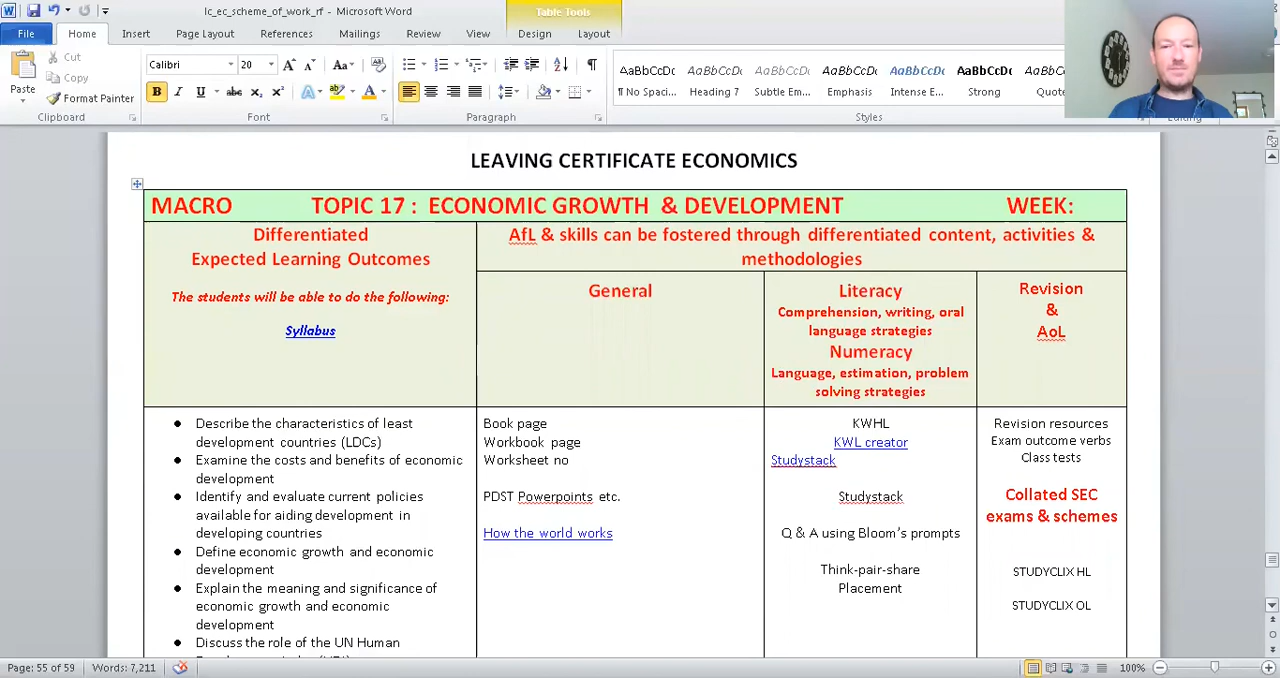 lc_ec_scheme_of_work_rf - Microsoft Word
Table Tools
File Home Insert Page Layout References Mailings Review View Design Layout
Paste
Cut
Copy
Format Painter
Clipboard
Calibri 20
Font
Paragraph
AaBbCcDc AaBbCcDc AaBbCcDc AaBbCcDc AaBbCcDc AaBbCcDc AaBbCcDc
¶ No Spaci... Heading 7 Subtle Em... Emphasis Intense E... Strong Quote
Styles
LEAVING CERTIFICATE ECONOMICS
MACRO TOPIC 17 : ECONOMIC GROWTH & DEVELOPMENT WEEK:
Differentiated
Expected Learning Outcomes
The students will be able to do the following:
Syllabus
AfL & skills can be fostered through differentiated content, activities &
methodologies
General
Literacy
Comprehension, writing, oral
language strategies
Numeracy
Language, estimation, problem
solving strategies
Revision
&
AoL
Describe the characteristics of least
development countries (LDCs)
Examine the costs and benefits of economic
development
Identify and evaluate current policies
available for aiding development in
developing countries
Define economic growth and economic
development
Explain the meaning and significance of
economic growth and economic
development
Discuss the role of the UN Human
Book page
Workbook page
Worksheet no
PDST Powerpoints etc.
How the world works
KWHL
KWL creator
Studystack
Studystack
Q & A using Bloom's prompts
Think-pair-share
Placement
Revision resources
Exam outcome verbs
Class tests
Collated SEC
exams & schemes
STUDYCLIX HL
STUDYCLIX OL
Page: 55 of 59 Words: 7,211 100%